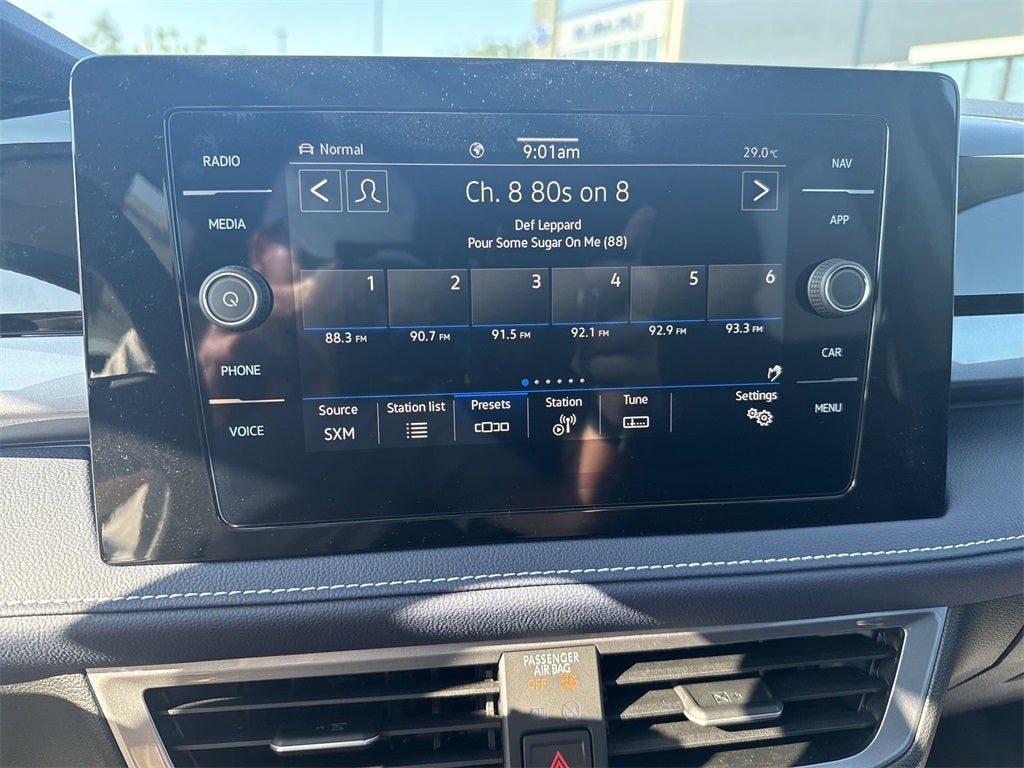 RADIO
MEDIA
PHONE
VOICE
Normal
9:01am
29.0°C
Ch. 8 80s on 8
Def Leppard
Pour Some Sugar On Me (88)
1 2 3 4 5 6
88.3 FM 90.7 FM 91.5 FM 92.1 FM 92.9 FM 93.3 FM
Source Station list Presets Station Tune Settings
SXM
NAV
APP
CAR
MENU
PASSENGER
AIR BAG
OFF